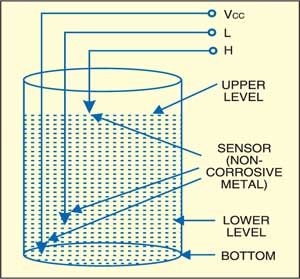 Vcc
L
H
UPPER
LEVEL
SENSOR
(NON-
CORROSIVE
METAL)
LOWER
LEVEL
BOTTOM